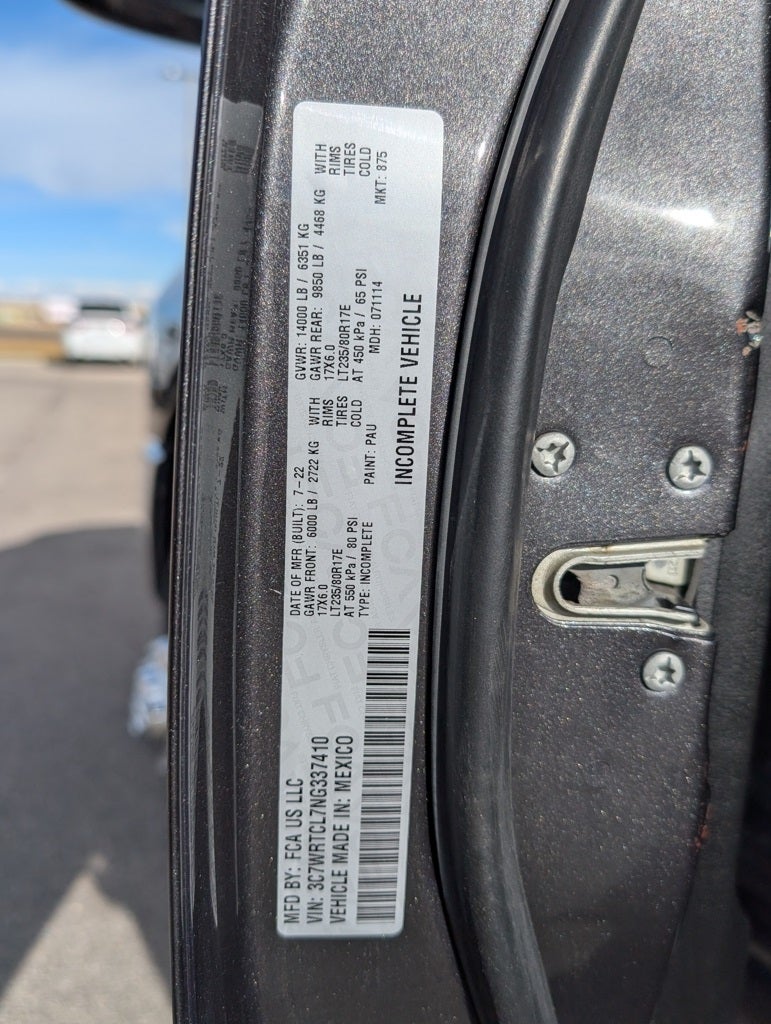 MFD BY: FCA US LLC
VIN: 3C7WRTCL7NG337410
VEHICLE MADE IN: MEXICO
DATE OF MFR (BUILT): 7-22
GVWR: 14000 LB / 6351 KG
GAWR FRONT: 6000 LB / 2722 KG WITH
17X6.0 RIMS
LT235/80R17E TIRES
AT 550 kPa / 80 PSI COLD
GAWR REAR: 9850 LB / 4468 KG WITH
17X6.0 RIMS
LT235/80R17E TIRES
AT 450 kPa / 65 PSI COLD
TYPE: INCOMPLETE PAINT: PAU MDH: 071114 MKT: 875
INCOMPLETE VEHICLE